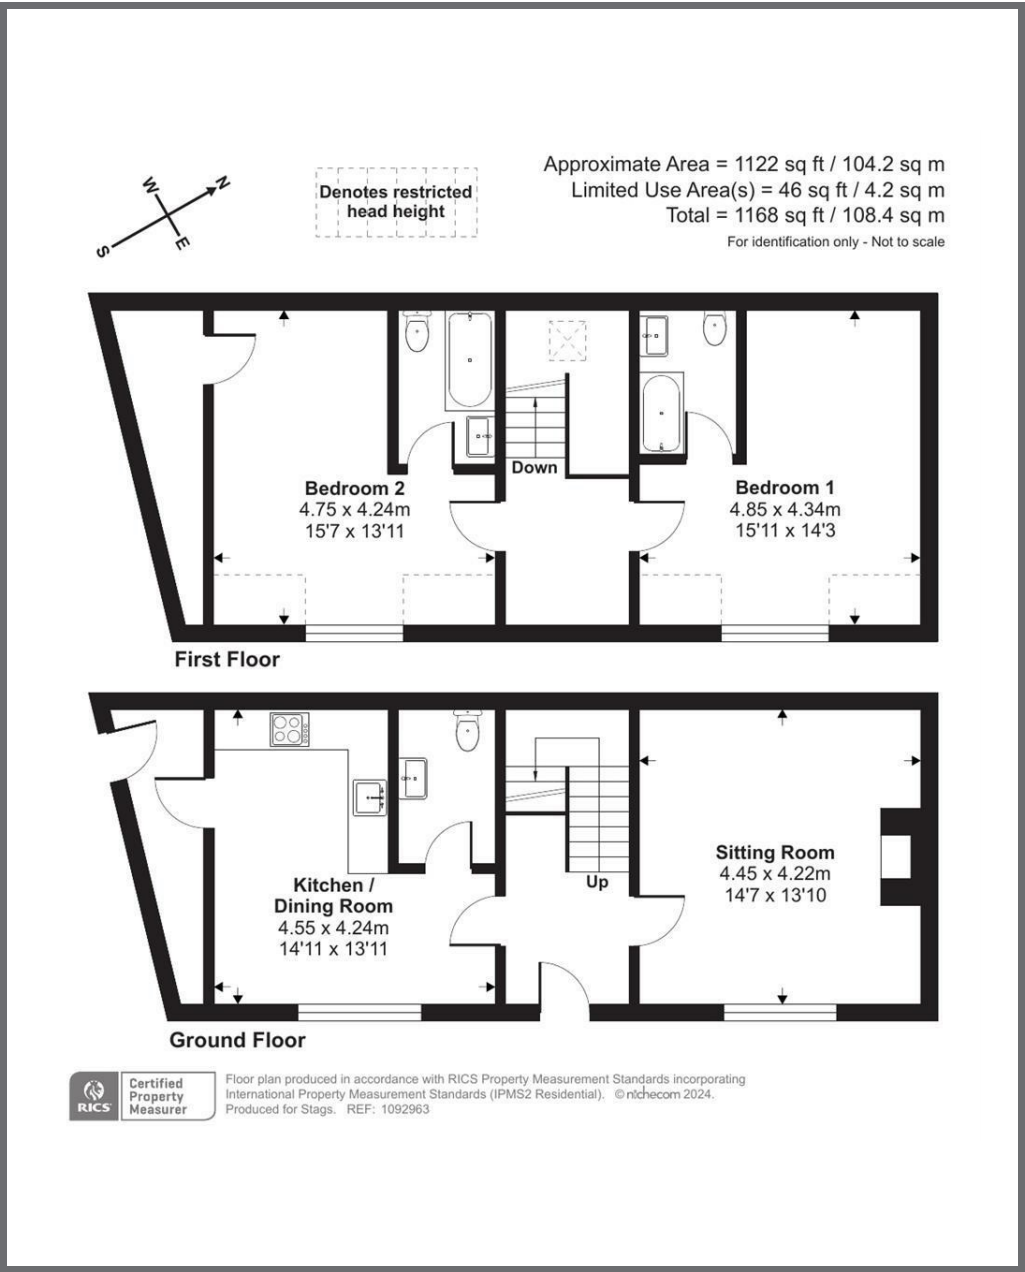 W
N
S
E
Denotes restricted
head height
Approximate Area = 1122 sq ft / 104.2 sq m
Limited Use Area(s) = 46 sq ft / 4.2 sq m
Total = 1168 sq ft / 108.4 sq m
For identification only - Not to scale
Down
Bedroom 2
4.75 x 4.24m
15'7 x 13'11
Bedroom 1
4.85 x 4.34m
15'11 x 14'3
First Floor
Up
Kitchen /
Dining Room
4.55 x 4.24m
14'11 x 13'11
Sitting Room
4.45 x 4.22m
14'7 x 13'10
Ground Floor
RICS
Certified
Property
Measurer
Floor plan produced in accordance with RICS Property Measurement Standards incorporating
International Property Measurement Standards (IPMS2 Residential). © nichecom 2024.
Produced for Stags. REF: 1092963